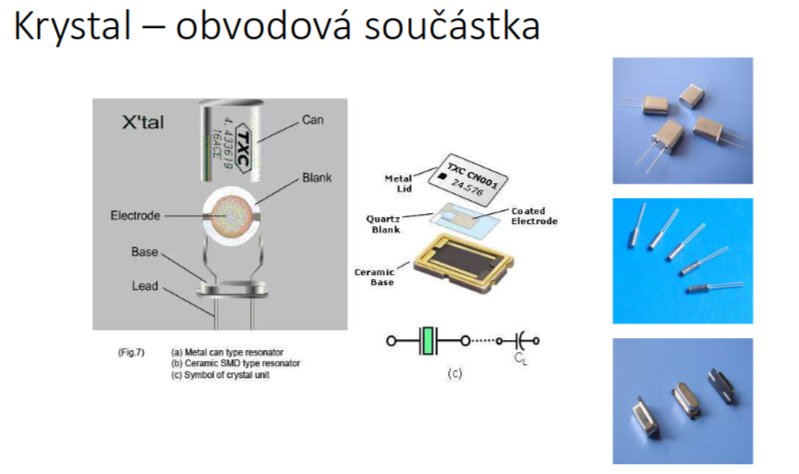 Krystal – obvodová součástka
X'tal
Can
TXC
4. 433619
16ACE
Blank
Electrode
Base
Lead
Metal
Lid
TXC CN001
24.576
Quartz
Blank
Coated
Electrode
Ceramic
Base
CL
(c)
(Fig.7)
(a) Metal can type resonator
(b) Ceramic SMD type resonator
(c) Symbol of crystal unit